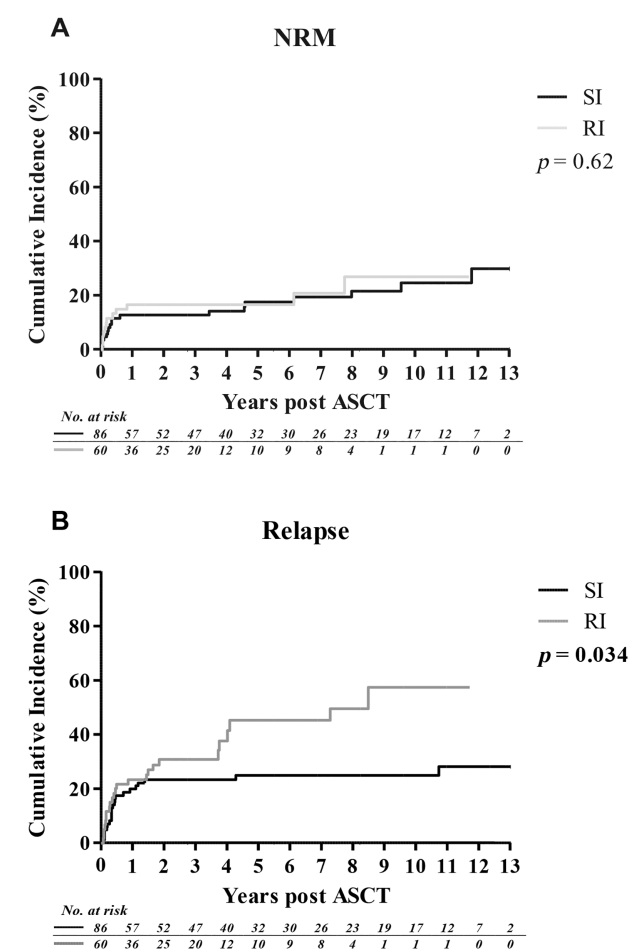 A
NRM
Cumulative Incidence (%)
100
80
60
40
20
0
0 1 2 3 4 5 6 7 8 9 10 11 12 13
Years post ASCT
SI
RI
p = 0.62
No. at risk
86 57 52 47 40 32 30 26 23 19 17 12 7 2
60 36 25 20 12 10 9 8 4 1 1 1 0 0
B
Relapse
Cumulative Incidence (%)
100
80
60
40
20
0
0 1 2 3 4 5 6 7 8 9 10 11 12 13
Years post ASCT
SI
RI
p = 0.034
No. at risk
86 57 52 47 40 32 30 26 23 19 17 12 7 2
60 36 25 20 12 10 9 8 4 1 1 1 0 0